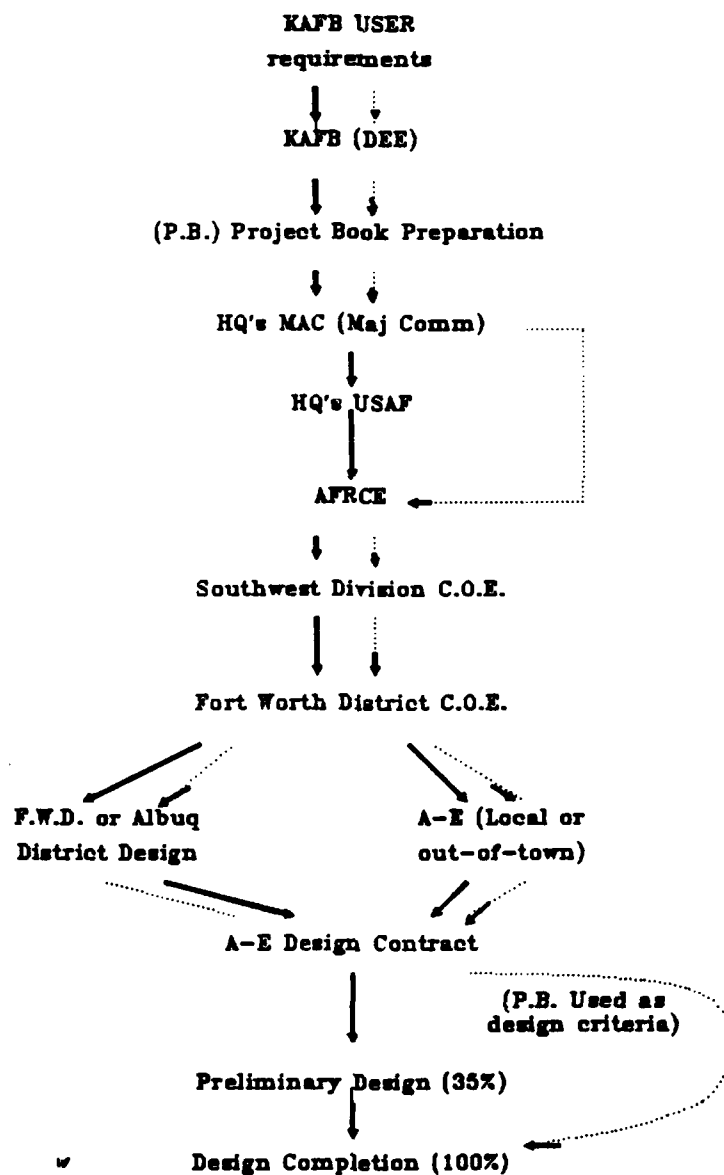 KAFB USER
requirements
KAFB (DEE)
(P.B.) Project Book Preparation
HQ's MAC (Maj Comm)
HQ's USAF
AFRCE
Southwest Division C.O.E.
Fort Worth District C.O.E.
F.W.D. or Albuq
District Design
A-E (Local or
out-of-town)
A-E Design Contract
(P.B. Used as
design criteria)
Preliminary Design (35%)
Design Completion (100%)